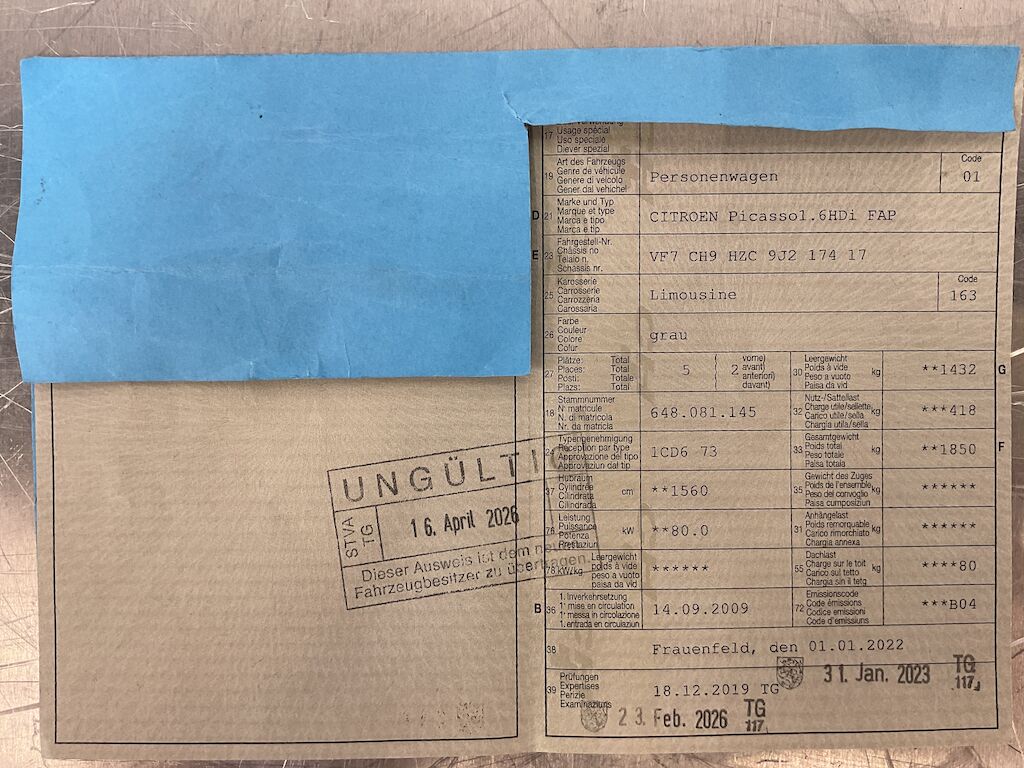 17
Usage spécial
Uso speciale
Diever spezial
19
Art des Fahrzeugs
Genre de véhicule
Genere di veicolo
Gener dal vehichel
Personenwagen
Code
01
D 21
Marke und Typ
Marque et type
Marca e tipo
Marca e tip
CITROEN Picasso1.6HDi FAP
E 23
Fahrgestell-Nr.
Châssis no
Telaio n.
Schassis nr.
VF7 CH9 HZC 9J2 174 17
25
Karosserie
Carrosserie
Carrozzeria
Carossaria
Limousine
Code
163
26
Farbe
Couleur
Colore
Colur
grau
27
Plätze: Total
Places: Total
Posti: Totale
Plazs: Total
5
2
vorne)
avant)
anteriori)
davant)
30
Leergewicht
Poids à vide
Peso a vuoto
Paisa da vid
kg
**1432
G
18
Stammnummer
N: matricule
N. di matricola
Nr. da matricla
648.081.145
32
Nutz-/Sattellast
Charge utile/sellette
Carico utile/sella
Chargia utila/sella
kg
***418
24
Typengenehmigung
Réception par type
Approvazione del tipo
Approvaziun dal tip
1CD6 73
33
Gesamtgewicht
Poids total
Peso totale
Paisa totala
kg
**1850
F
37
Hubraum
Cylindrée
Cilindrata
Cilindrada
cm
**1560
35
Gewicht des Zuges
Poids de l'ensemble
Peso del convoglio
Paisa cumposiziun
kg
******
76
Leistung
Puissance
Potenza
Prestaziun
kW
**80.0
31
Anhängelast
Poids remorquable
Carico rimorchiato
Chargia annexa
kg
******
78
kW/kg
Leergewicht
poids à vide
peso a vuoto
paisa da vid
******
55
Dachlast
Charge sur le toit
Carico sul tetto
Chargia sin il tetg
kg
****80
B 36
1. Inverkehrsetzung
1ʳᵉ mise en circulation
1ª messa in circolazione
1. entrada en circulaziun
14.09.2009
72
Emissionscode
Code émissions
Codice emissioni
Code d'emissiuns
***B04
38
Frauenfeld, den 01.01.2022
39
Prüfungen
Expertises
Perizie
Examinaziuns
18.12.2019 TG
31. Jan. 2023
TG
117
23. Feb. 2026
TG
117
UNGÜLTIG
STVA
TG
16. April 2026
Dieser Ausweis ist dem neuen
Fahrzeugbesitzer zu übertragen.